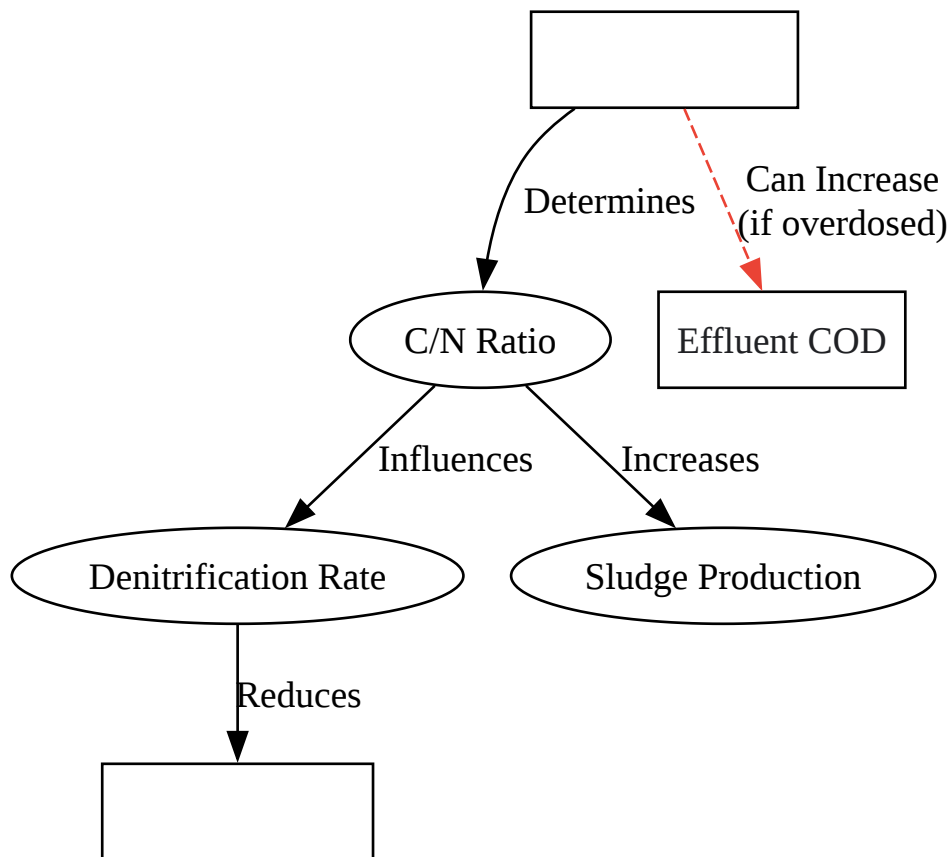 Determines
Can Increase
(if overdosed)
C/N Ratio
Effluent COD
Influences
Increases
Denitrification Rate
Sludge Production
Reduces